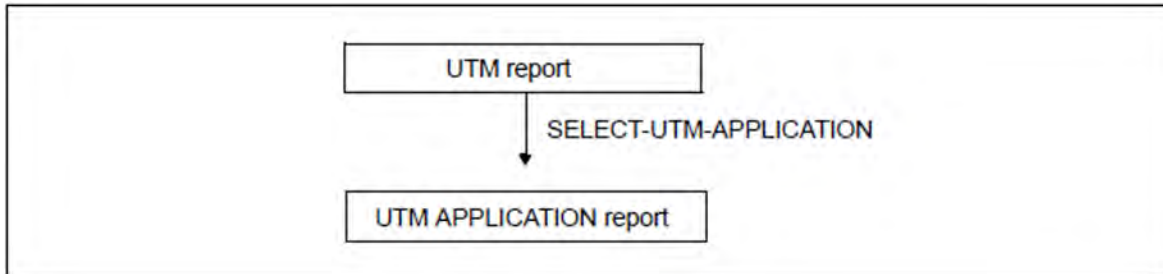 UTM report
SELECT-UTM-APPLICATION
UTM APPLICATION report